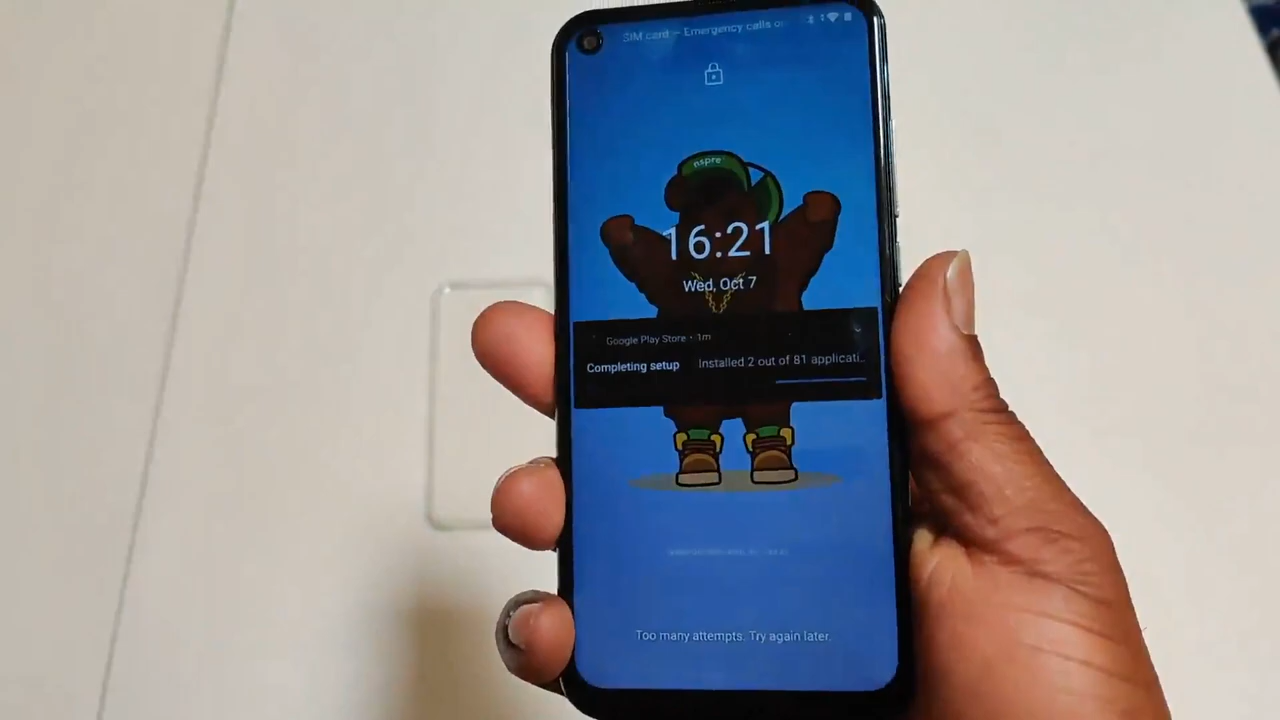 SIM card — Emergency calls o
nspre
16:21
Wed, Oct 7
Google Play Store • 1m
Completing setup Installed 2 out of 81 applicati...
Too many attempts. Try again later.